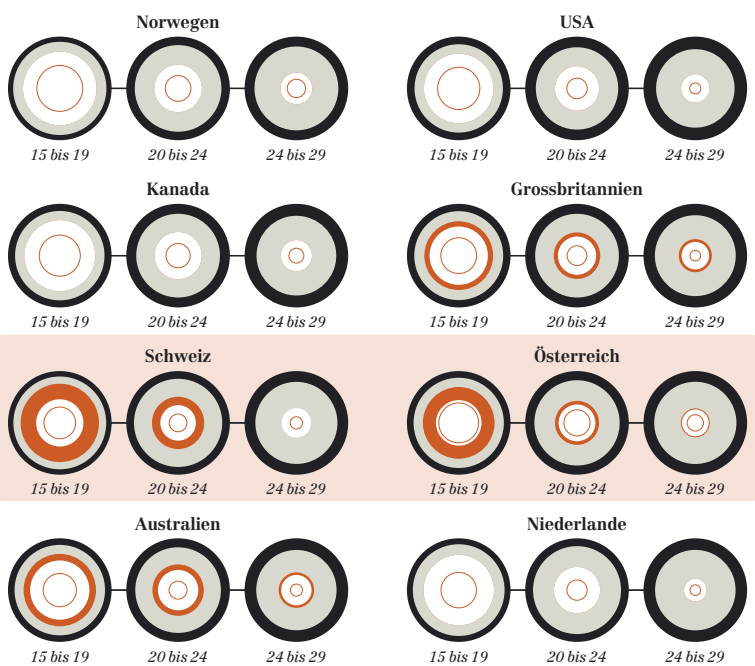 Norwegen
USA
15 bis 19
20 bis 24
24 bis 29
15 bis 19
20 bis 24
24 bis 29
Kanada
Grossbritannien
15 bis 19
20 bis 24
24 bis 29
15 bis 19
20 bis 24
24 bis 29
Schweiz
Österreich
15 bis 19
20 bis 24
24 bis 29
15 bis 19
20 bis 24
24 bis 29
Australien
Niederlande
15 bis 19
20 bis 24
24 bis 29
15 bis 19
20 bis 24
24 bis 29